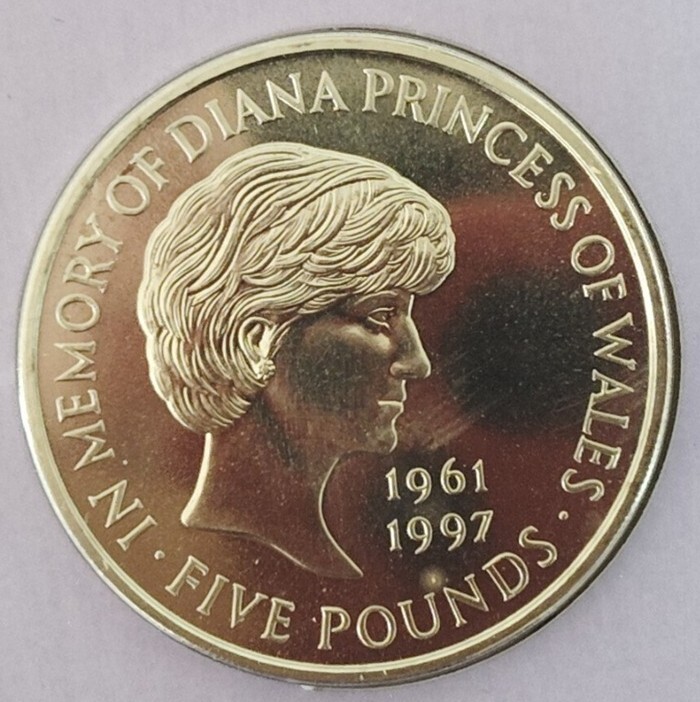 IN MEMORY OF DIANA PRINCESS OF WALES
1961
1997
· FIVE POUNDS ·